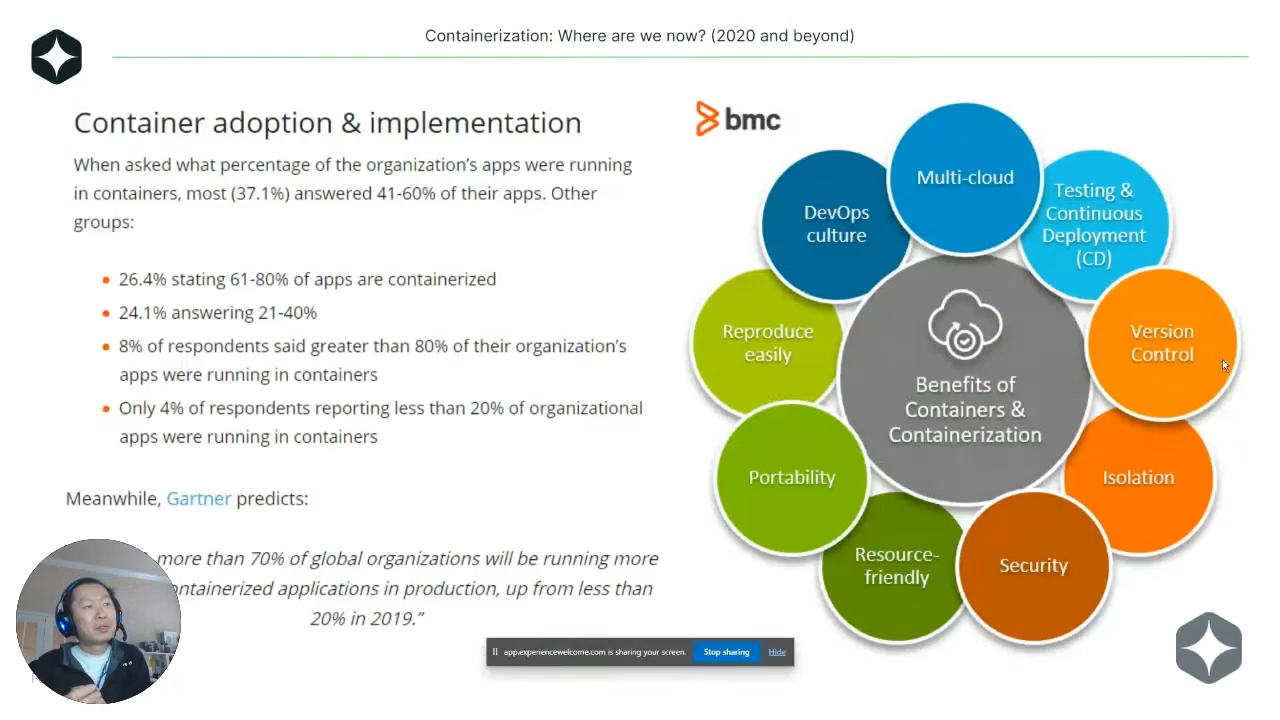 Containerization: Where are we now? (2020 and beyond)
Container adoption & implementation
When asked what percentage of the organization's apps were running
in containers, most (37.1%) answered 41-60% of their apps. Other
groups:
26.4% stating 61-80% of apps are containerized
24.1% answering 21-40%
8% of respondents said greater than 80% of their organization's
apps were running in containers
Only 4% of respondents reporting less than 20% of organizational
apps were running in containers
Meanwhile, Gartner predicts:
more than 70% of global organizations will be running more
containerized applications in production, up from less than
20% in 2019.”
bmc
Multi-cloud
Testing &
Continuous
Deployment
(CD)
Version
Control
Isolation
Security
Resource-
friendly
Portability
Reproduce
easily
DevOps
culture
Benefits of
Containers &
Containerization
app.experiencewelcome.com is sharing your screen. Stop sharing Hide